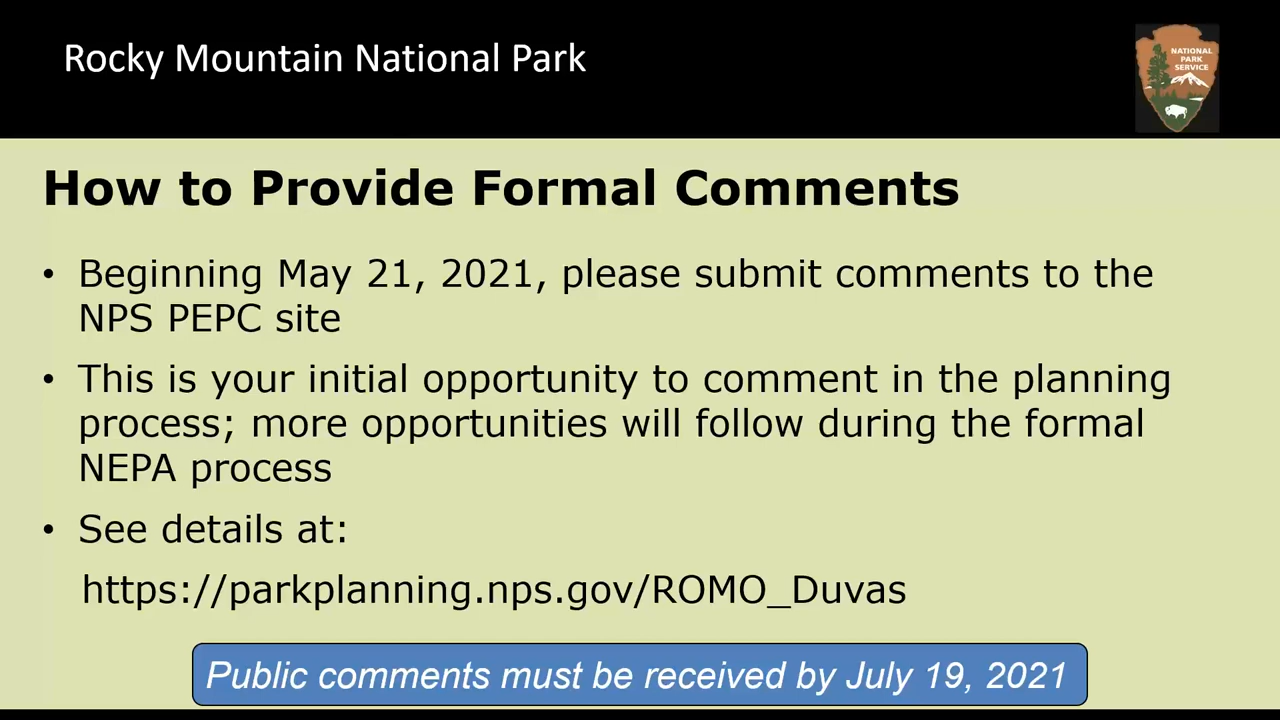 Rocky Mountain National Park
NATIONAL
PARK
SERVICE
How to Provide Formal Comments
• Beginning May 21, 2021, please submit comments to the
NPS PEPC site
• This is your initial opportunity to comment in the planning
process; more opportunities will follow during the formal
NEPA process
• See details at:
https://parkplanning.nps.gov/ROMO_Duvas
Public comments must be received by July 19, 2021